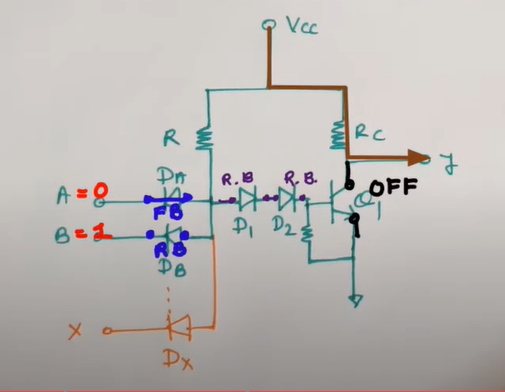 Vcc
R
Rc
y
DA
A = 0
FB
R.B
R.B.
OFF
Q1
B = 1
RB
DB
D1
D2
X
DX